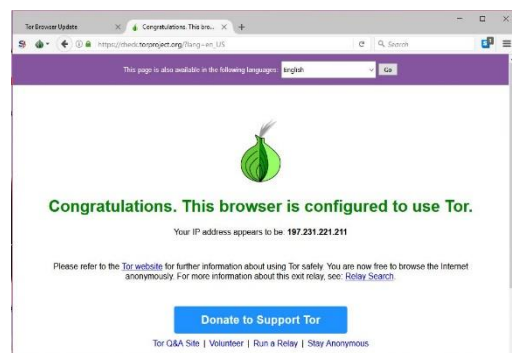 Tor Browser Update
Congratulations. This bro...
https://check.torproject.org/?lang=en_US
Search
This page is also available in the following languages: English Go
Congratulations. This browser is configured to use Tor.
Your IP address appears to be 197.231.221.211
Please refer to the Tor website for further information about using Tor safely. You are now free to browse the Internet
anonymously. For more information about this exit relay, see: Relay Search.
Donate to Support Tor
Tor Q&A Site | Volunteer | Run a Relay | Stay Anonymous